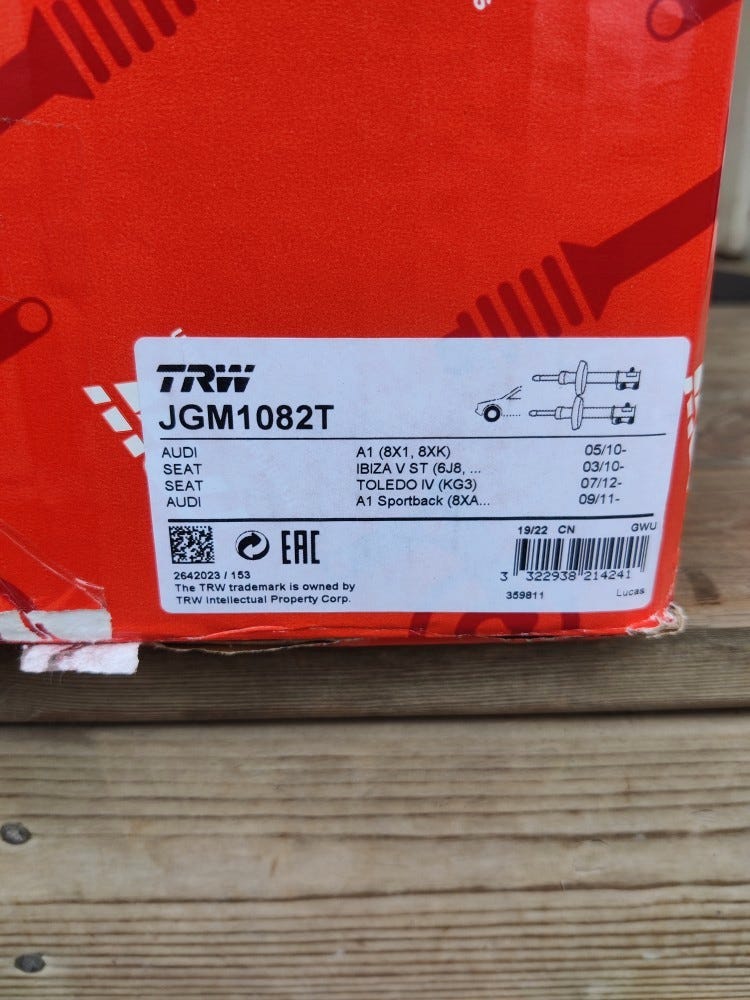 TRW
JGM1082T
AUDI A1 (8X1, 8XK) 05/10-
SEAT IBIZA V ST (6J8, ... 03/10-
SEAT TOLEDO IV (KG3) 07/12-
AUDI A1 Sportback (8XA... 09/11-
19/22 CN GWU
EAC
2642023 / 153
3 322938 214241
The TRW trademark is owned by
TRW Intellectual Property Corp.
359811 Lucas